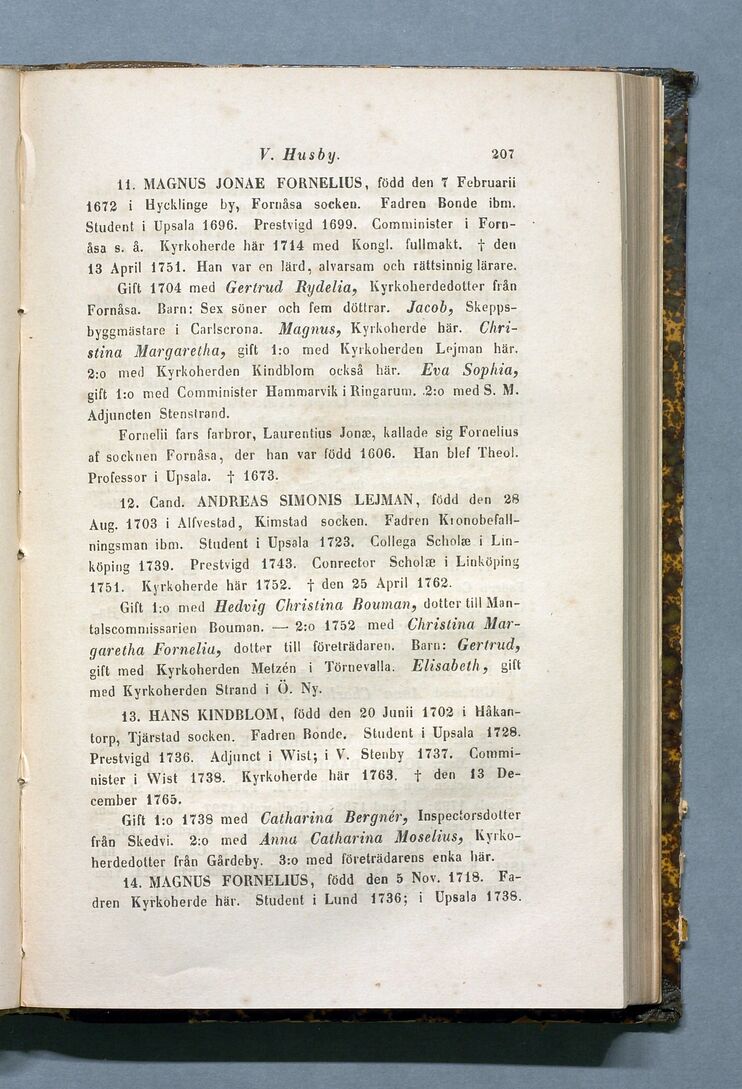 V. Husby. 207
11. MAGNUS JONAE FORNELIUS, född den 7 Februarii
1672 i Hycklinge by, Fornåsa socken. Fadren Bonde ibm.
Student i Upsala 1696. Prestvigd 1699. Comminister i Forn-
åsa s. å. Kyrkoherde här 1714 med Kongl. fullmakt. † den
13 April 1751. Han var en lärd, alvarsam och rättsinnig lärare.
Gift 1704 med Gertrud Rydelia, Kyrkoherdedotter från
Fornåsa. Barn: Sex söner och fem döttrar. Jacob, Skepps-
byggmästare i Carlscrona. Magnus, Kyrkoherde här. Chri-
stina Margaretha, gift 1:o med Kyrkoherden Lejman här.
2:o med Kyrkoherden Kindblom också här. Eva Sophia,
gift 1:o med Comminister Hammarvik i Ringarum. 2:o med S. M.
Adjuncten Stenstrand.
Fornelii fars farbror, Laurentius Jonæ, kallade sig Fornelius
af socknen Fornåsa, der han var född 1606. Han blef Theol.
Professor i Upsala. † 1673.
12. Cand. ANDREAS SIMONIS LEJMAN, född den 28
Aug. 1703 i Alfvestad, Kimstad socken. Fadren Kronobefall-
ningsman ibm. Student i Upsala 1723. Collega Scholæ i Lin-
köping 1739. Prestvigd 1743. Conrector Scholæ i Linköping
1751. Kyrkoherde här 1752. † den 25 April 1762.
Gift 1:o med Hedvig Christina Bouman, dotter till Man-
talscommissarien Bouman. — 2:o 1752 med Christina Mar-
garetha Fornelia, dotter till företrädaren. Barn: Gertrud,
gift med Kyrkoherden Metzén i Törnevalla. Elisabeth, gift
med Kyrkoherden Strand i Ö. Ny.
13. HANS KINDBLOM, född den 20 Junii 1702 i Håkan-
torp, Tjärstad socken. Fadren Bonde. Student i Upsala 1728.
Prestvigd 1736. Adjunct i Wist; i V. Stenby 1737. Commi-
nister i Wist 1738. Kyrkoherde här 1763. † den 13 De-
cember 1765.
Gift 1:o 1738 med Catharina Bergnér, Inspectorsdotter
från Skedvi. 2:o med Anna Catharina Moselius, Kyrko-
herdedotter från Gårdeby. 3:o med företrädarens enka här.
14. MAGNUS FORNELIUS, född den 5 Nov. 1718. Fa-
dren Kyrkoherde här. Student i Lund 1736; i Upsala 1738.